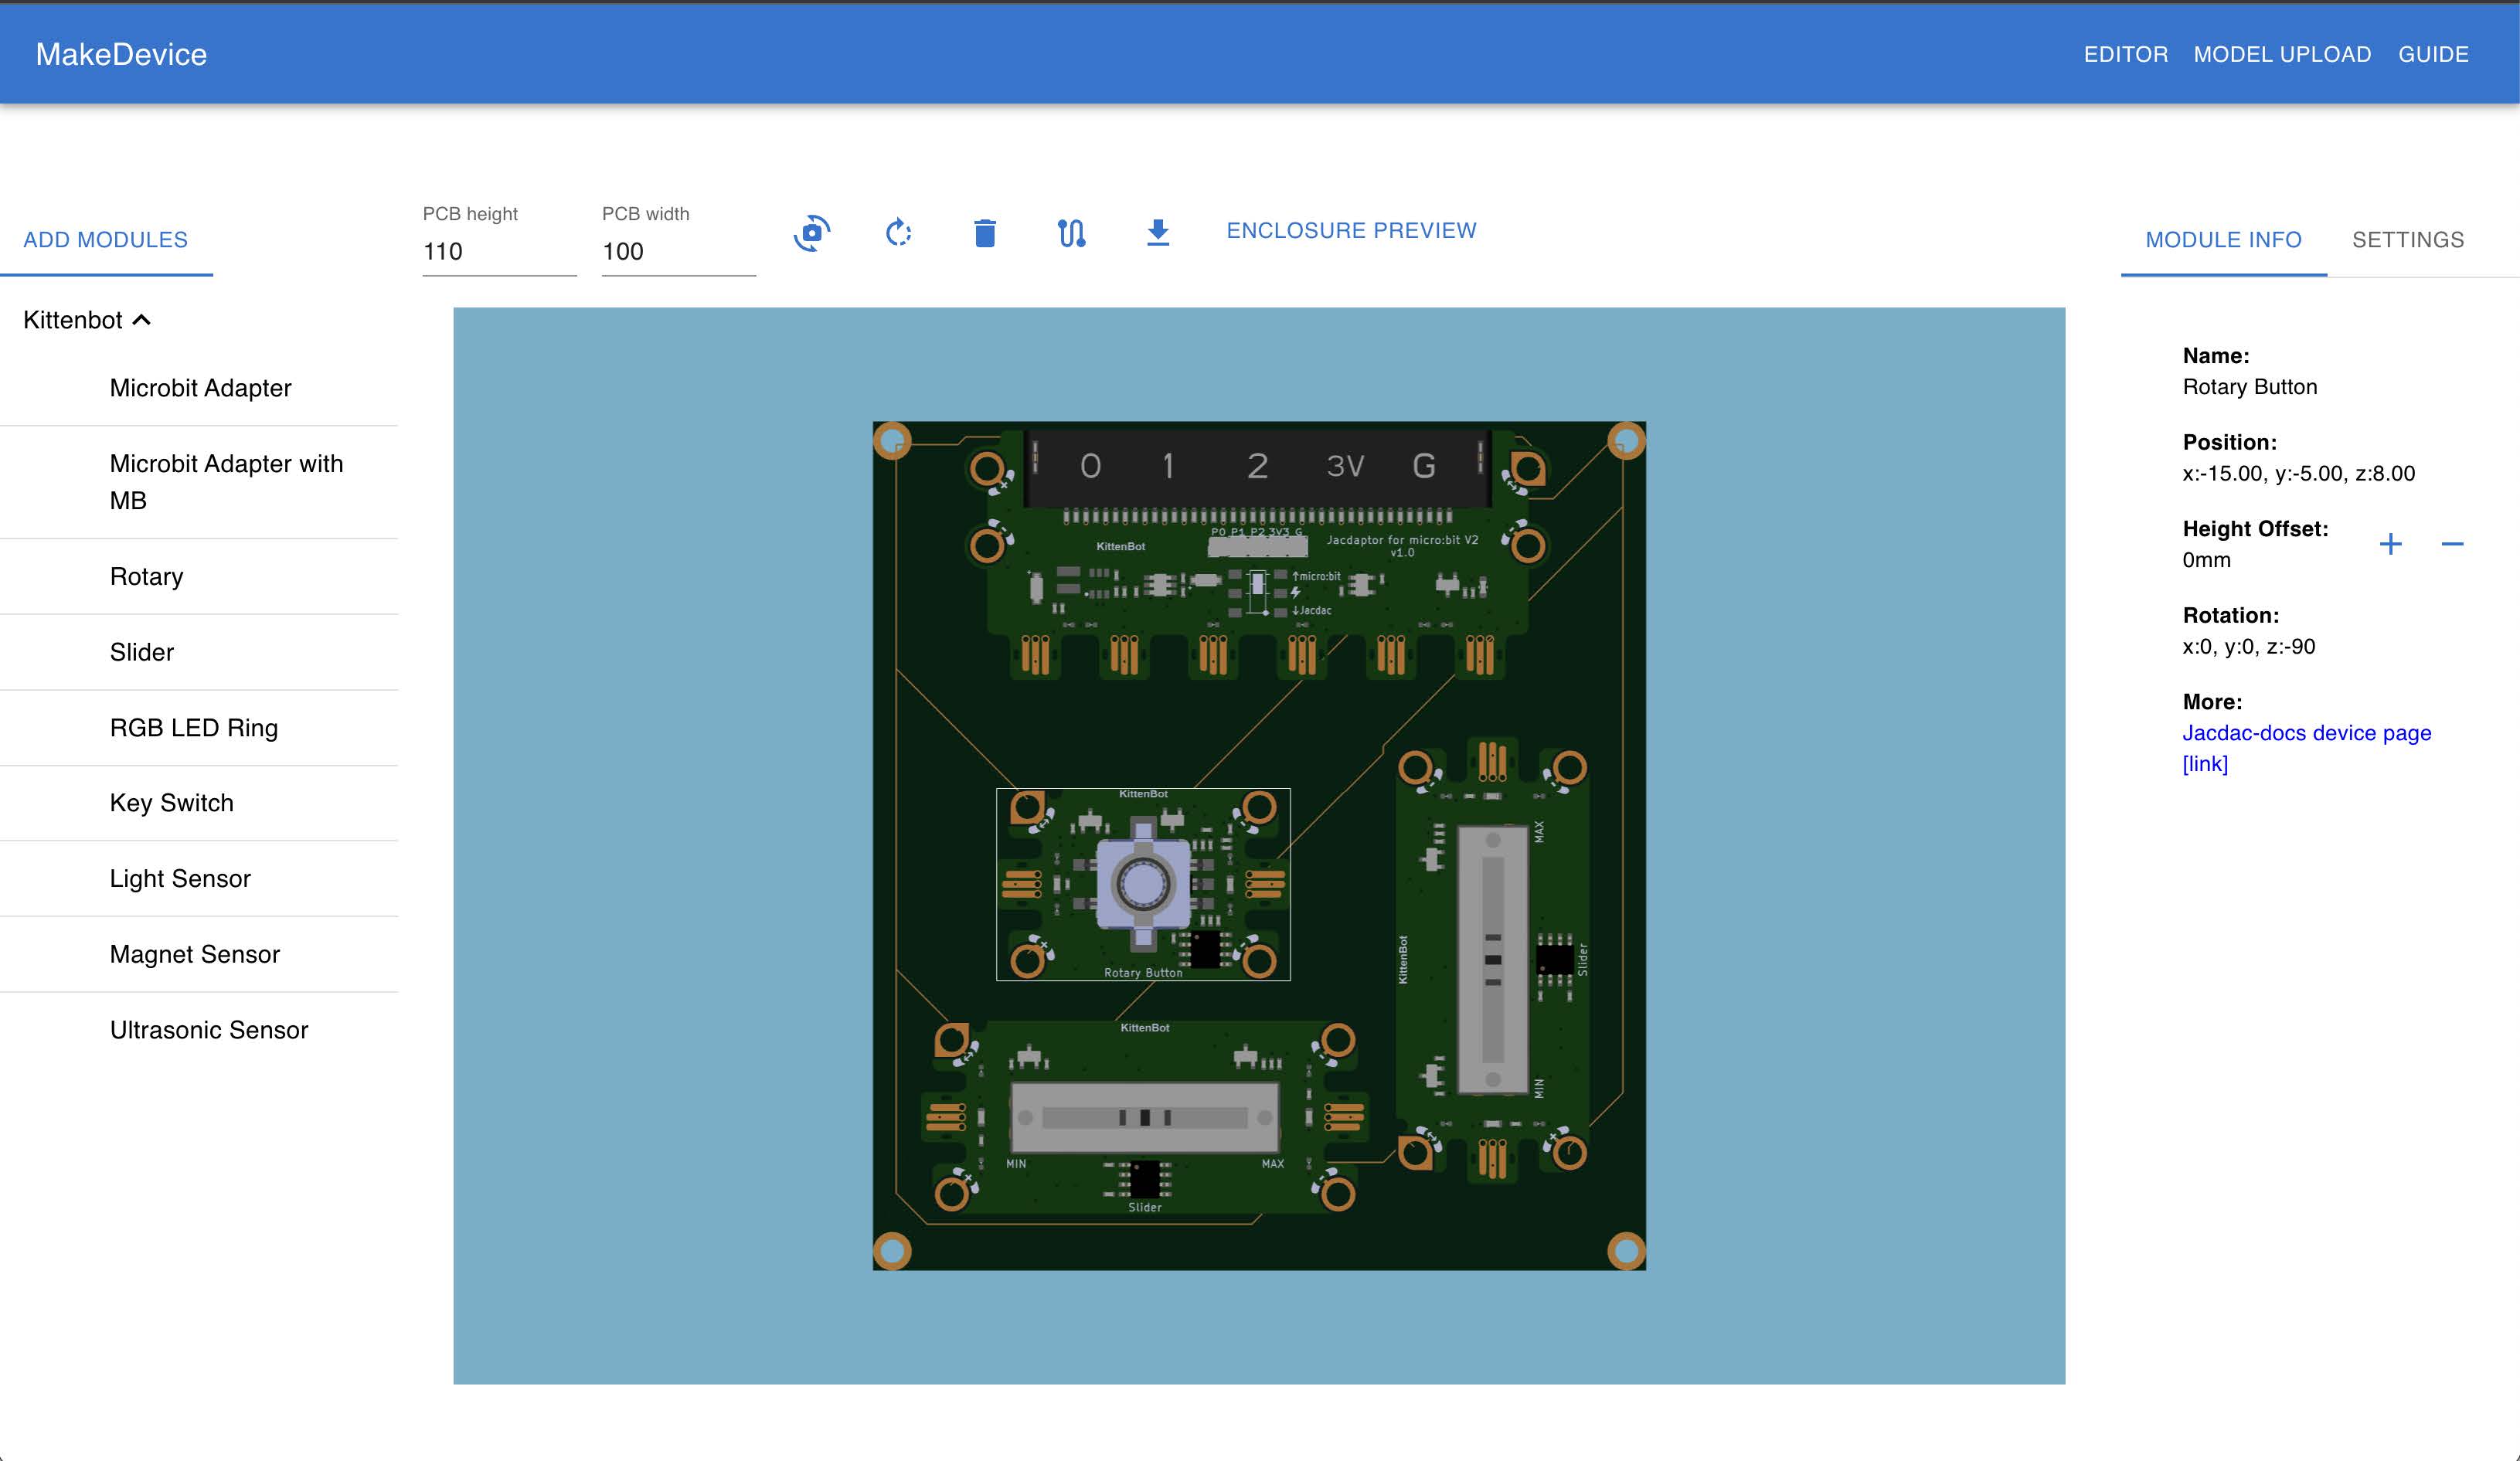 MakeDevice
EDITOR
MODEL UPLOAD
GUIDE
ADD MODULES
PCB height
110
PCB width
100
ENCLOSURE PREVIEW
MODULE INFO
SETTINGS
Kittenbot
Microbit Adapter
Microbit Adapter with
MB
Rotary
Slider
RGB LED Ring
Key Switch
Light Sensor
Magnet Sensor
Ultrasonic Sensor
0 1 2 3V G
P0 P1 P2 3V3 G
KittenBot
Jacdaptor for micro:bit V2
v1.0
↑micro:bit
↓Jacdac
KittenBot
Rotary Button
KittenBot
MAX
MIN
Slider
KittenBot
MIN
MAX
Slider
Name:
Rotary Button
Position:
x:-15.00, y:-5.00, z:8.00
Height Offset:
0mm
+ −
Rotation:
x:0, y:0, z:-90
More:
Jacdac-docs device page
[link]